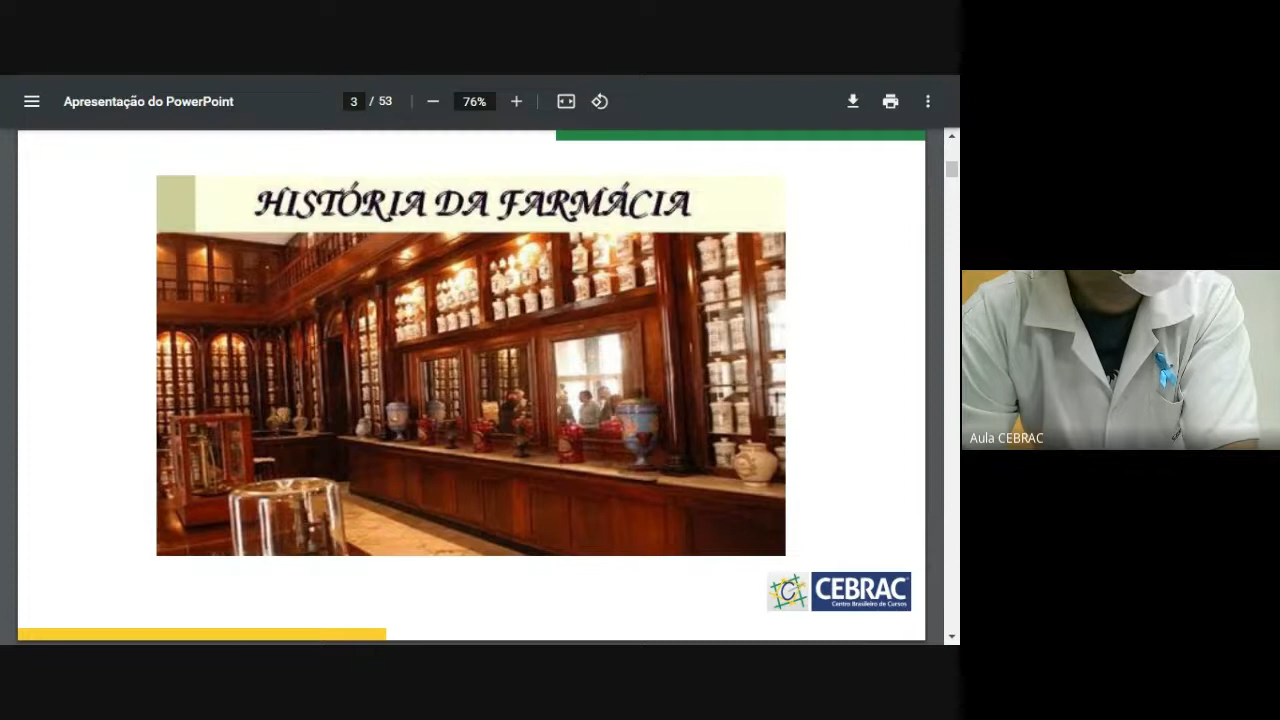 Apresentação do PowerPoint
3 / 53
76%
HISTÓRIA DA FARMÁCIA
CEBRAC
Centro Brasileiro de Cursos
Aula CEBRAC